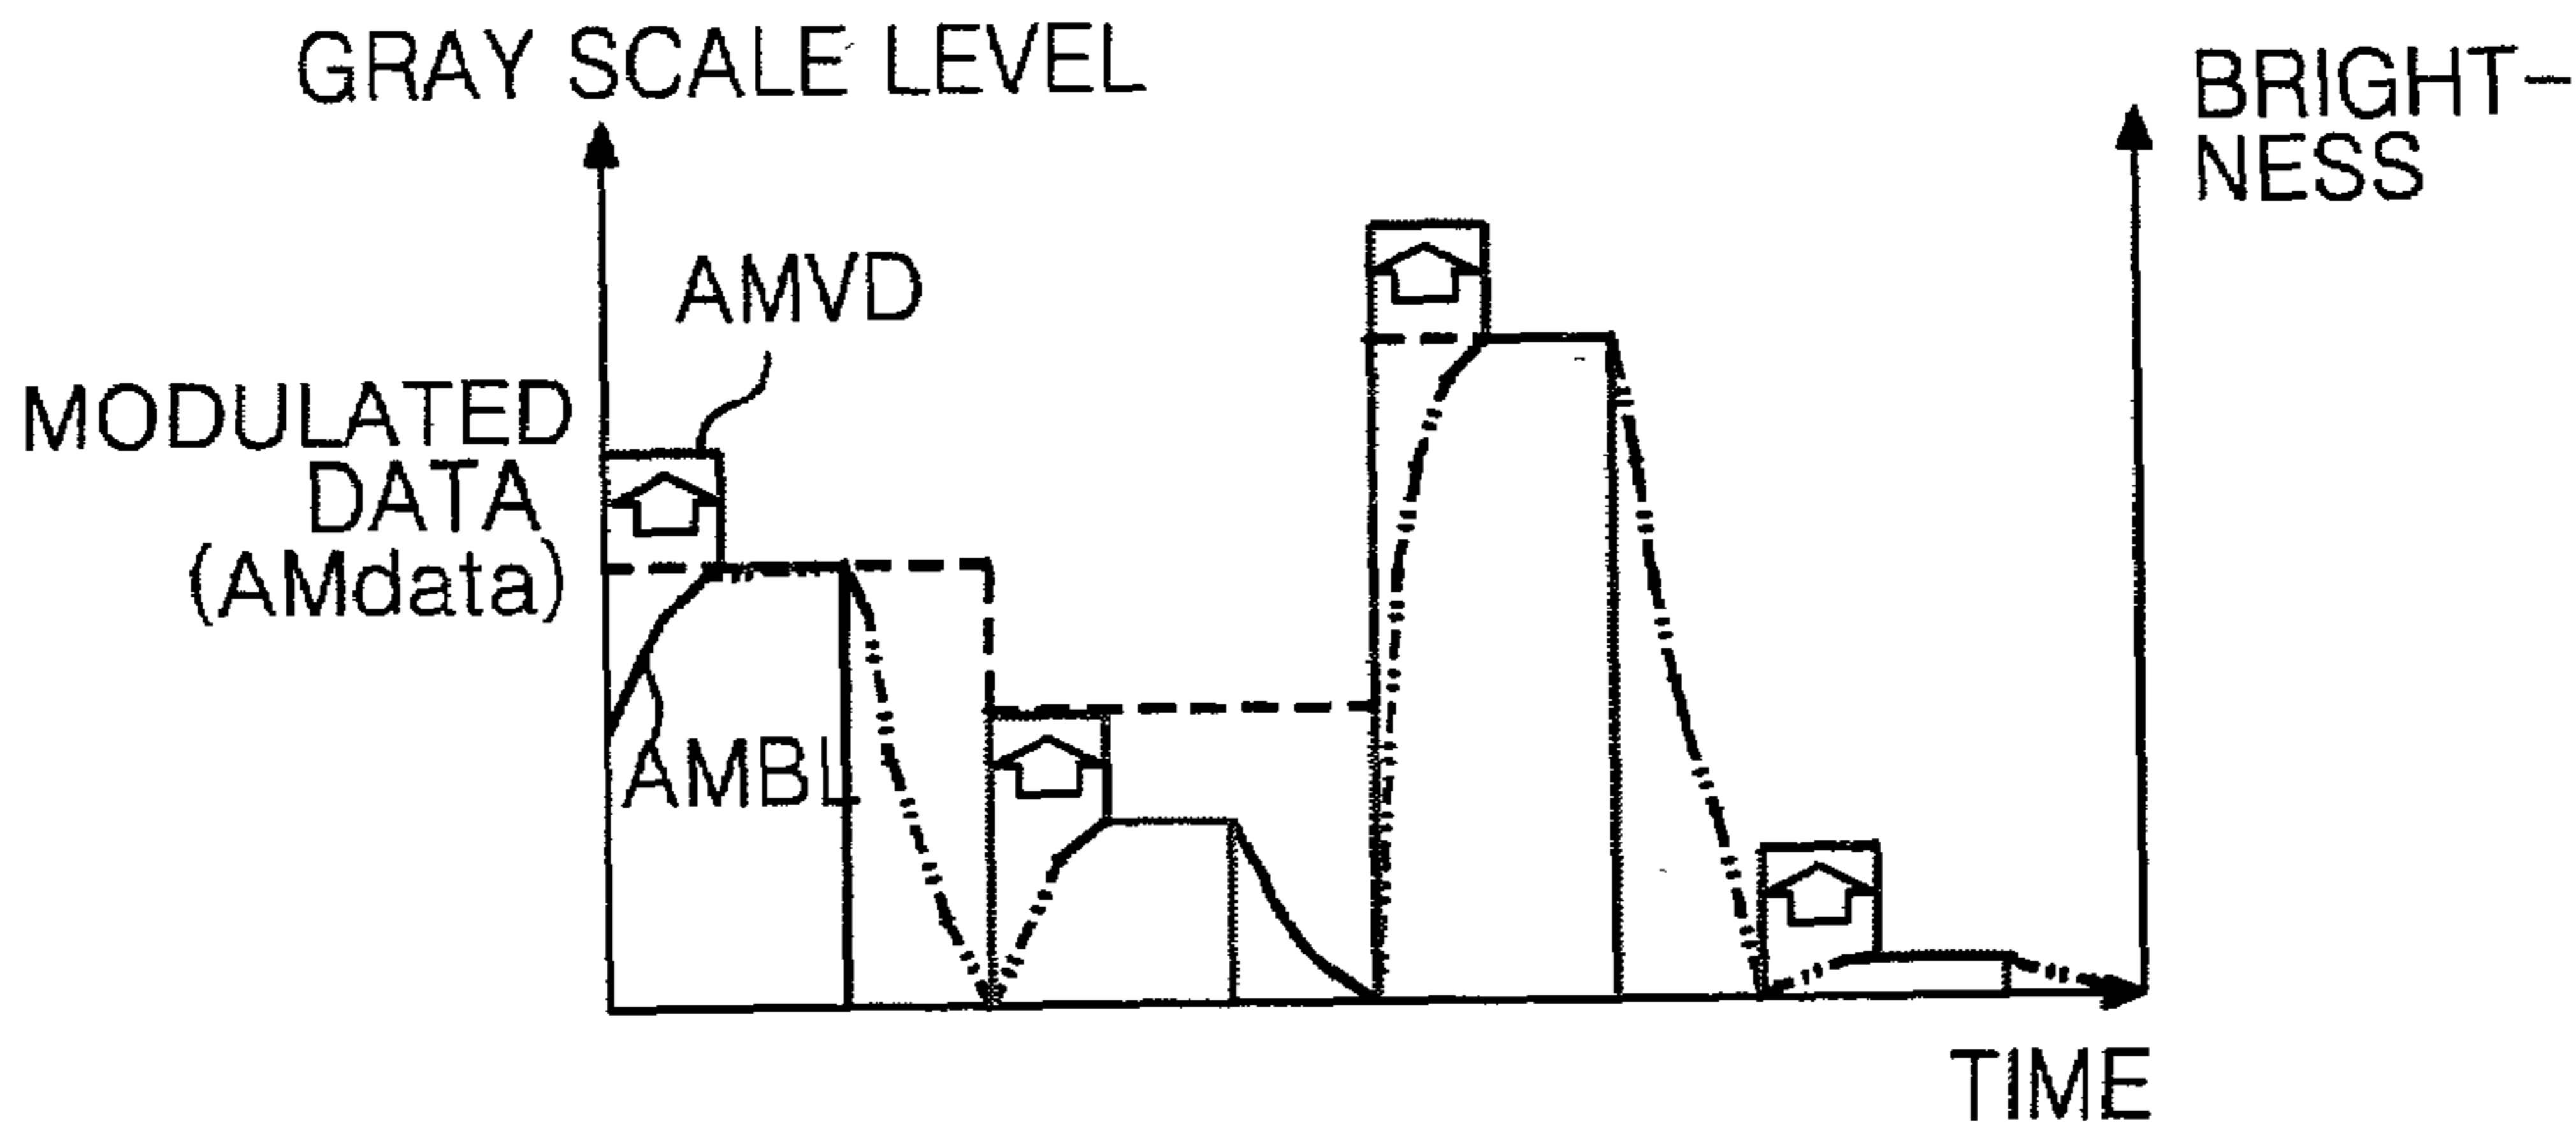 GRAY SCALE LEVEL
BRIGHT-
NESS
AMVD
MODULATED
DATA
(AMdata)
AMBL
TIME